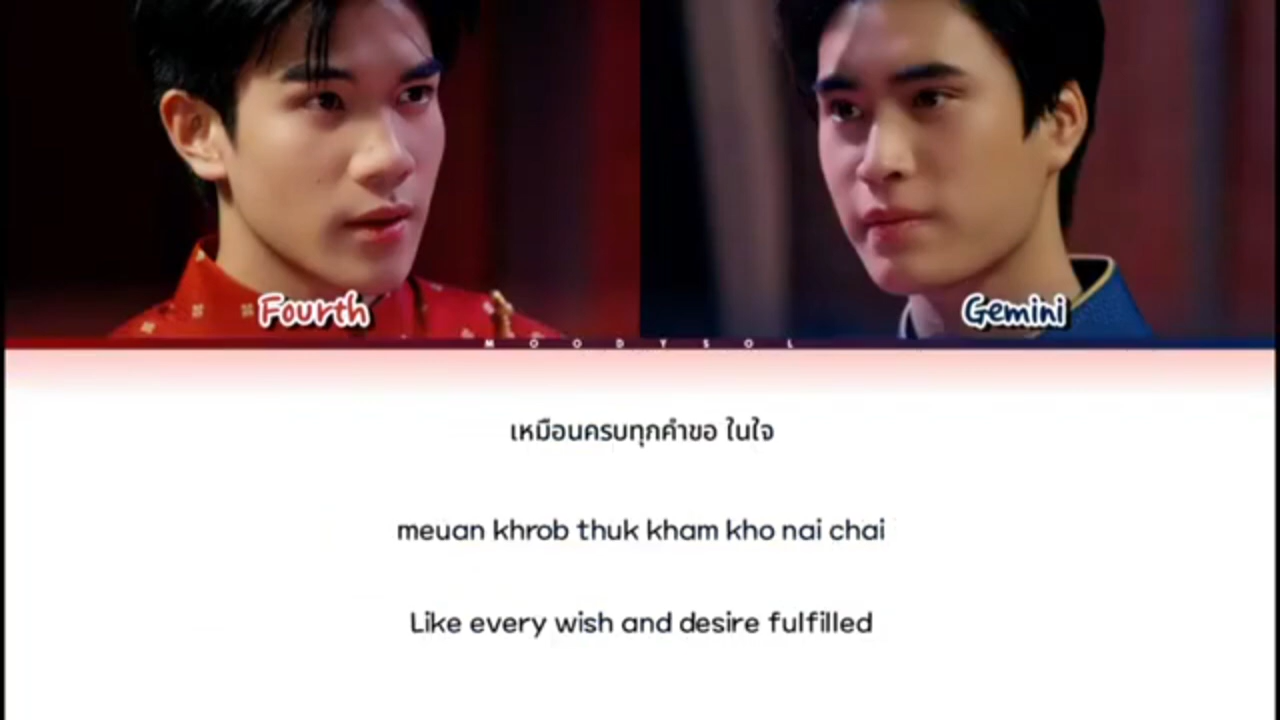 Fourth
Gemini
MOODYSOL
เหมือนครบทุกคำขอ ในใจ
meuan khrob thuk kham kho nai chai
Like every wish and desire fulfilled